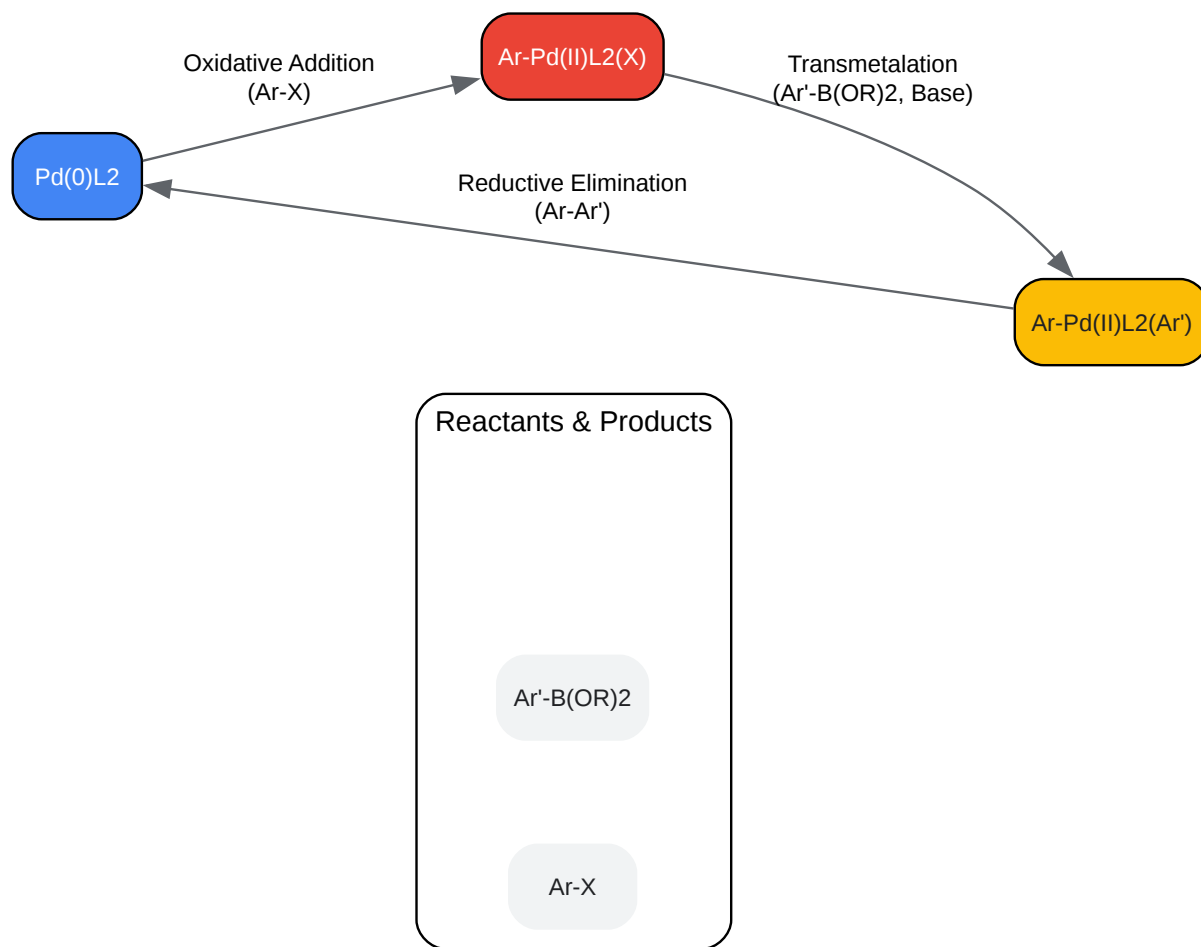 Oxidative Addition
(Ar-X)
Ar-Pd(II)L2(X)
Transmetalation
(Ar'-B(OR)2, Base)
Pd(0)L2
Reductive Elimination
(Ar-Ar')
Ar-Pd(II)L2(Ar')
Reactants & Products
Ar'-B(OR)2
Ar-X